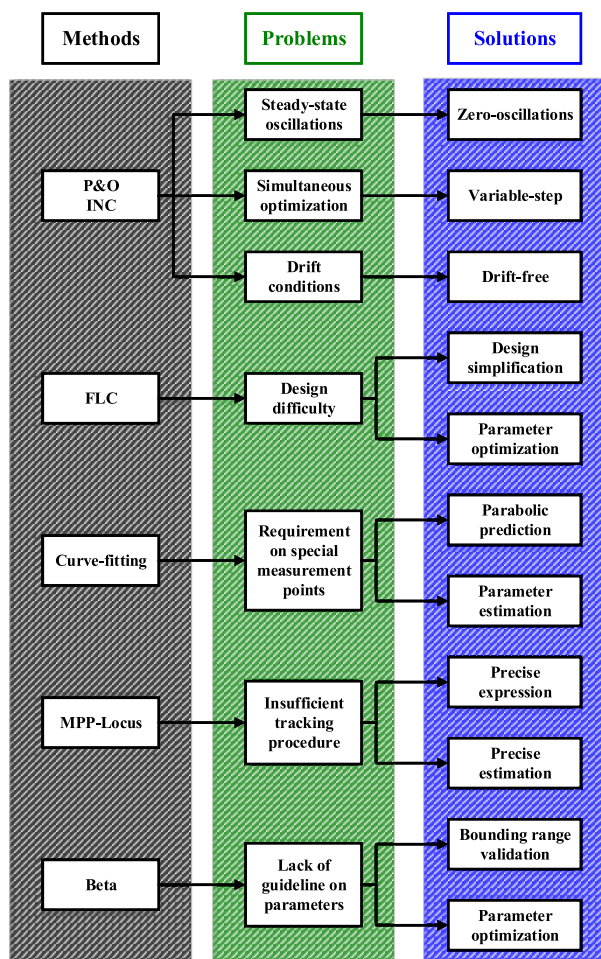 Methods
Problems
Solutions
P&O
INC
Steady-state
oscillations
Zero-oscillations
Simultaneous
optimization
Variable-step
Drift
conditions
Drift-free
FLC
Design
difficulty
Design
simplification
Parameter
optimization
Curve-fitting
Requirement
on special
measurement
points
Parabolic
prediction
Parameter
estimation
MPP-Locus
Insufficient
tracking
procedure
Precise
expression
Precise
estimation
Beta
Lack of
guideline on
parameters
Bounding range
validation
Parameter
optimization